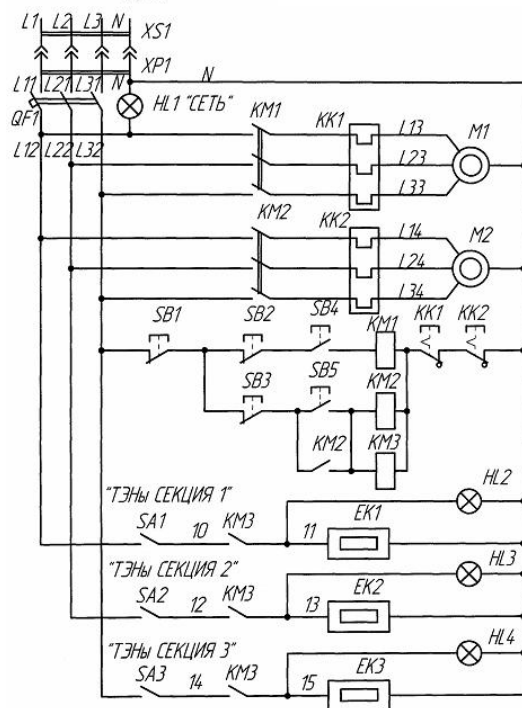 L1 L2 L3 N XS1
XP1
L11 L21 L31 N N
QF1 HL1 "СЕТЬ"
L12 L22 L32
KM1 KK1 L13 M1
L23
L33
KM2 KK2 L14 M2
L24
L34
SB1 SB2 SB4 KM1 KK1 KK2
SB3 SB5 KM2
KM2 KM3
"ТЭНы СЕКЦИЯ 1" HL2
SA1 10 KM3 11 EK1
"ТЭНы СЕКЦИЯ 2" HL3
SA2 12 KM3 13 EK2
"ТЭНы СЕКЦИЯ 3" HL4
SA3 14 KM3 15 EK3